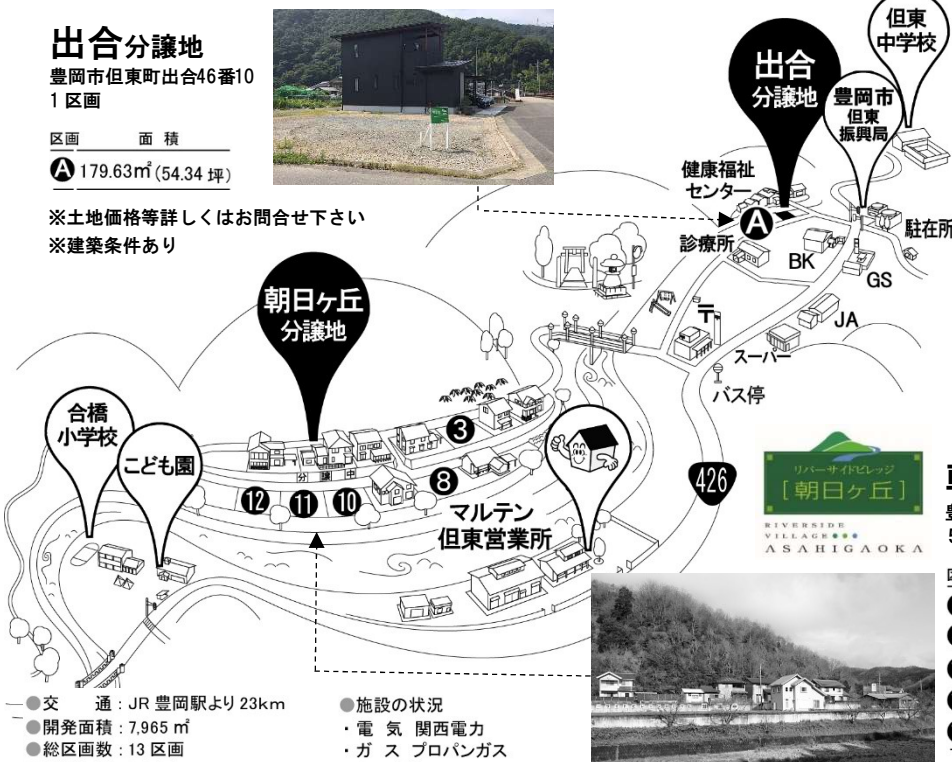 出合分譲地
豊岡市但東町出合46番10
1区画
区画 面積
A 179.63㎡(54.34坪)
※土地価格等詳しくはお問合せ下さい
※建築条件あり
但東
中学校
出合
分譲地
豊岡市
但東
振興局
健康福祉
センター
A
診療所
駐在所
BK
GS
JA
〒
スーパー
バス停
朝日ヶ丘
分譲地
合橋
小学校
こども園
分譲中
3
8
12 11 10
マルテン
但東営業所
426
リバーサイドビレッジ
[朝日ヶ丘]
RIVERSIDE
VILLAGE
ASAHIGAOKA
●交通:JR豊岡駅より23km
●開発面積:7,965㎡
●総区画数:13区画
●施設の状況
・電気 関西電力
・ガス プロパンガス